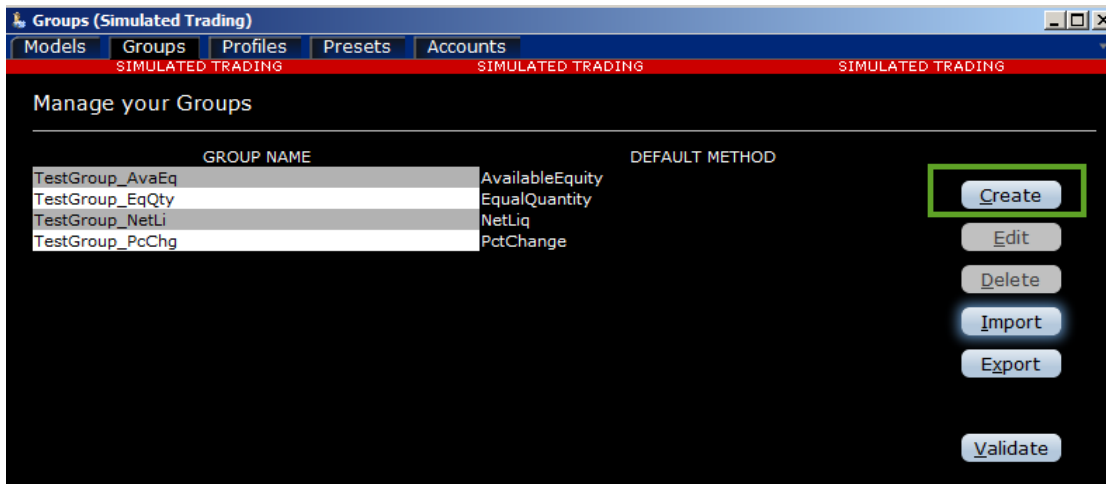 Groups (Simulated Trading)
Models Groups Profiles Presets Accounts
SIMULATED TRADING SIMULATED TRADING SIMULATED TRADING
Manage your Groups
GROUP NAME DEFAULT METHOD
TestGroup_AvaEq AvailableEquity
TestGroup_EqQty EqualQuantity
TestGroup_NetLi NetLiq
TestGroup_PcChg PctChange
Create
Edit
Delete
Import
Export
Validate